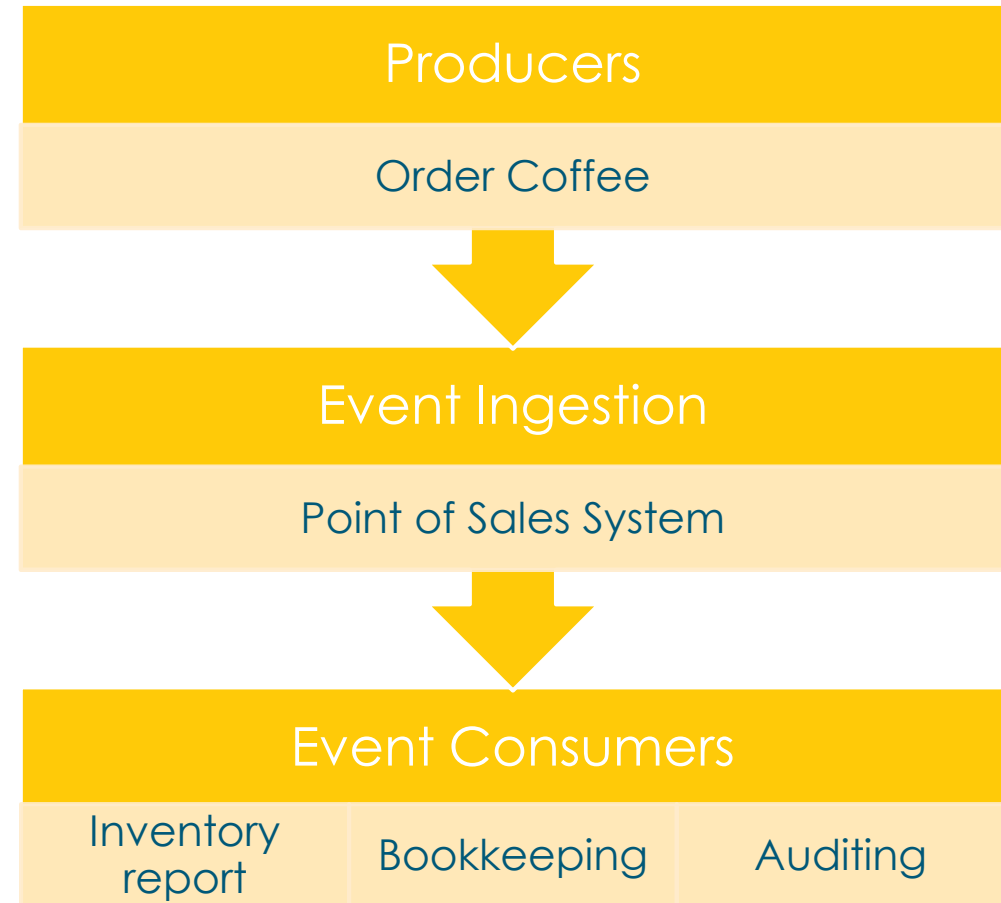 Producers
Order Coffee
Event Ingestion
Point of Sales System
Event Consumers
Inventory
report
Bookkeeping
Auditing